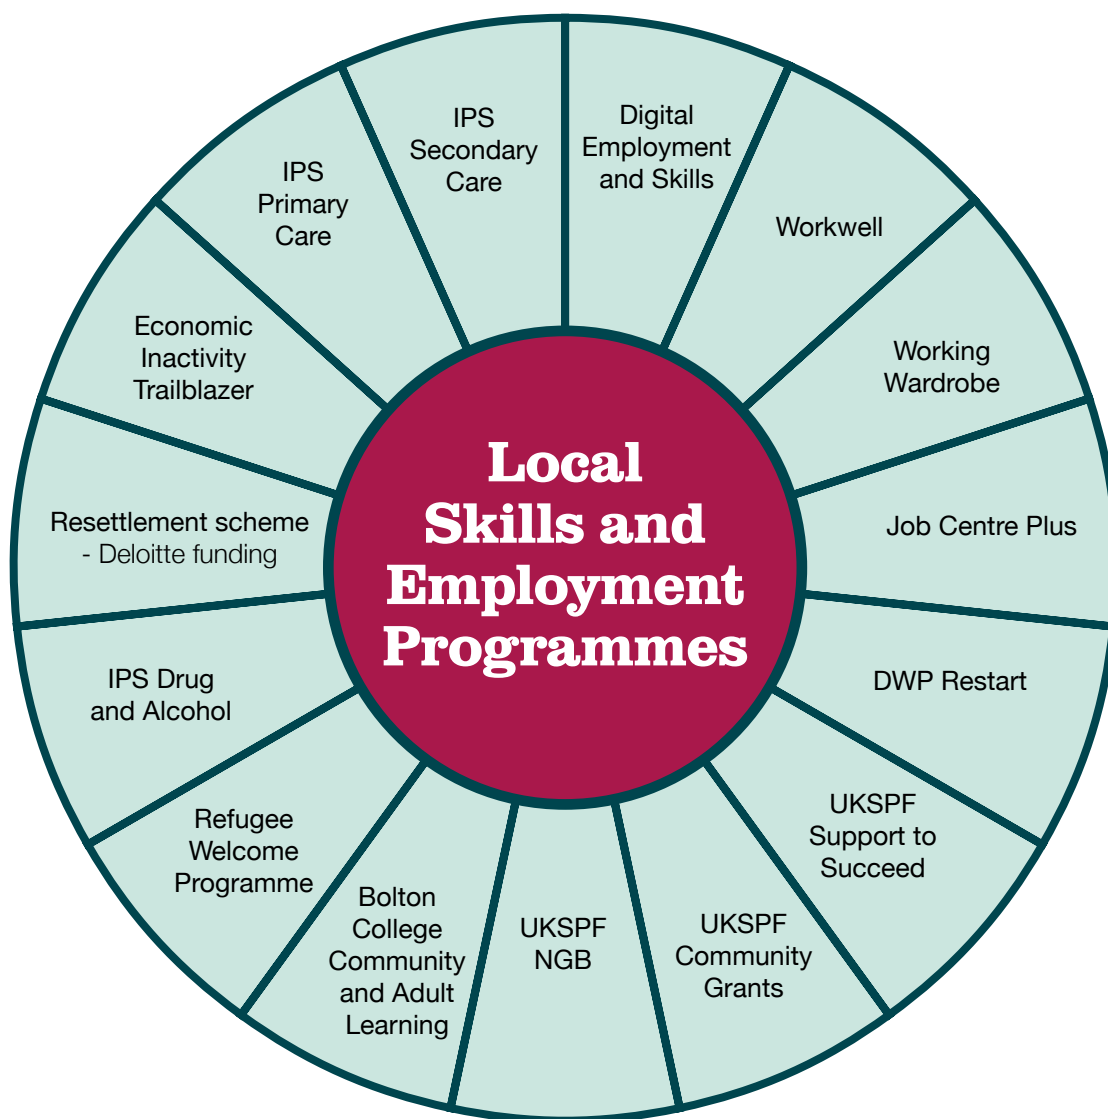 Local
Skills and
Employment
Programmes
Digital
Employment
and Skills
Workwell
Working
Wardrobe
Job Centre Plus
DWP Restart
UKSPF
Support to
Succeed
UKSPF
Community
Grants
UKSPF
NGB
Bolton
College
Community
and Adult
Learning
Refugee
Welcome
Programme
IPS Drug
and Alcohol
Resettlement scheme
- Deloitte funding
Economic
Inactivity
Trailblazer
IPS
Primary
Care
IPS
Secondary
Care